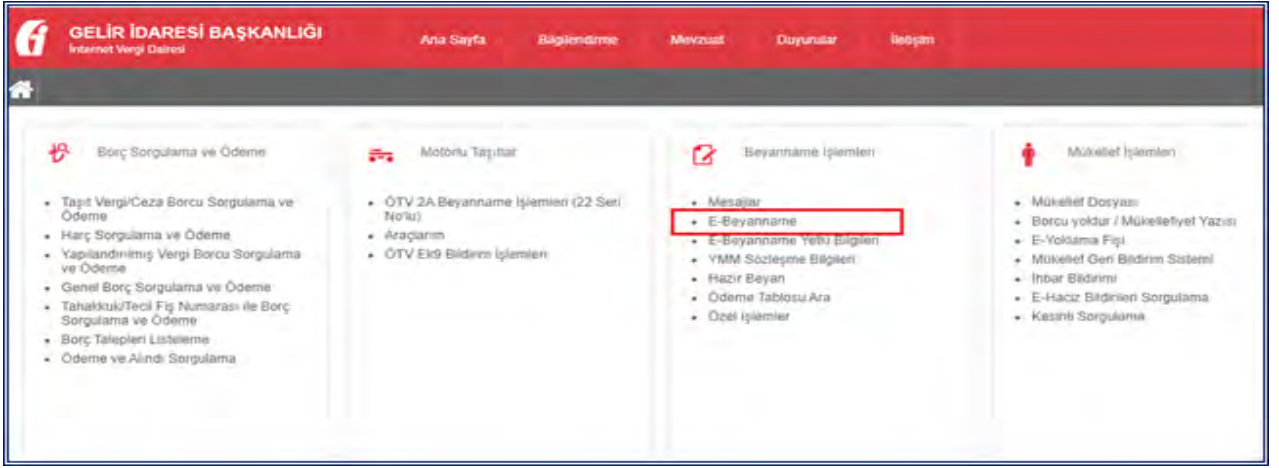 GELİR İDARESİ BAŞKANLIĞI
İnternet Vergi Dairesi
Ana Sayfa Bilgilendirme Mevzuat Duyurular İletişim
Borç Sorgulama ve Ödeme
Taşıt Vergi/Ceza Borcu Sorgulama ve
Ödeme
Harç Sorgulama ve Ödeme
Yapılandırılmış Vergi Borcu Sorgulama
ve Ödeme
Genel Borç Sorgulama ve Ödeme
Tahakkuk/Tecil Fiş Numarası ile Borç
Sorgulama ve Ödeme
Borç Talepleri Listeleme
Ödeme ve Alındı Sorgulama
Motorlu Taşıtlar
ÖTV 2A Beyanname İşlemleri (22 Seri
No'lu)
Araçlarım
ÖTV Ek9 Bildirim İşlemleri
Beyanname İşlemleri
Mesajlar
E-Beyanname
E-Beyanname Yetki Bilgileri
YMM Sözleşme Bilgileri
Hazır Beyan
Ödeme Tablosu Ara
Özel İşlemler
Mükellef İşlemleri
Mükellef Dosyası
Borcu yoktur / Mükellefiyet Yazısı
E-Yoklama Fişi
Mükellef Geri Bildirim Sistemi
İhbar Bildirimi
E-Haciz Bildirileri Sorgulama
Kesinti Sorgulama